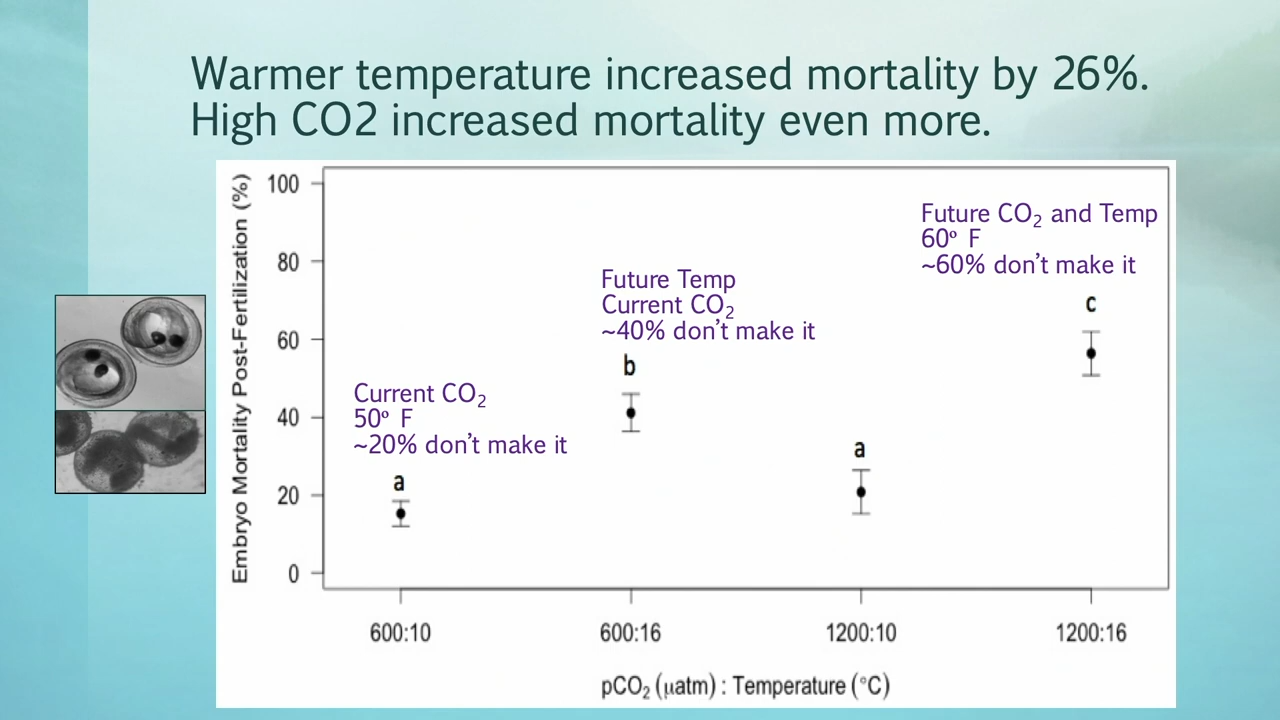 Warmer temperature increased mortality by 26%.
High CO2 increased mortality even more.
Embryo Mortality Post-Fertilization (%)
100
80
60
40
20
0
Current CO₂
50º F
~20% don't make it
a
Future Temp
Current CO₂
~40% don't make it
b
a
Future CO₂ and Temp
60º F
~60% don't make it
c
600:10
600:16
1200:10
1200:16
pCO₂ (µatm) : Temperature (°C)